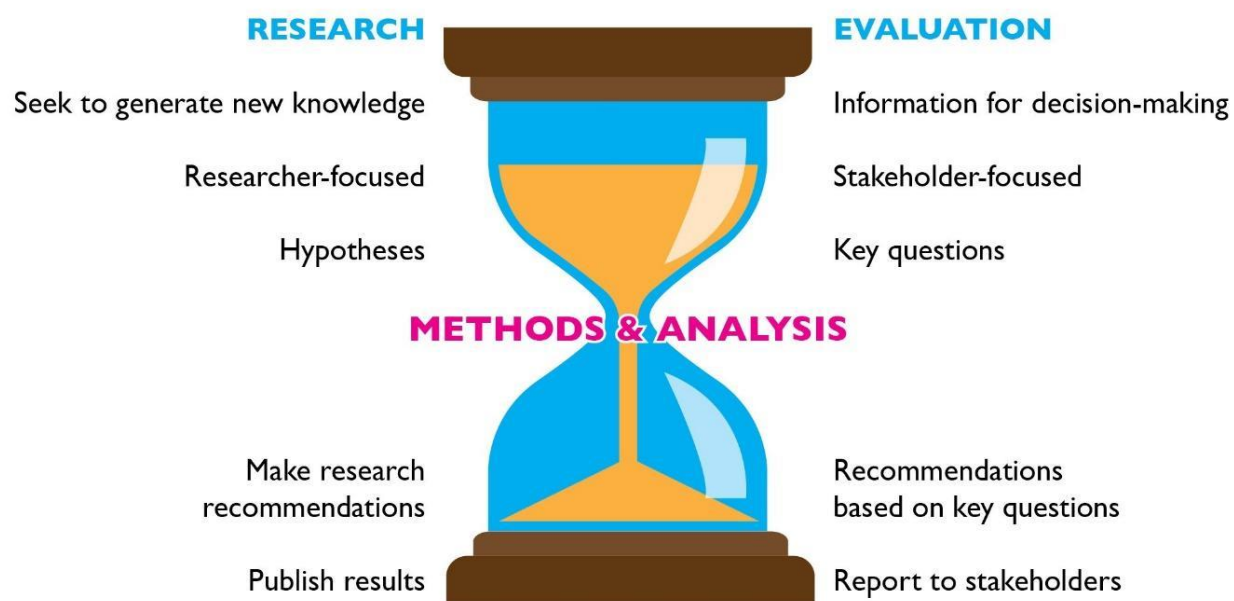 RESEARCH
EVALUATION
Seek to generate new knowledge
Information for decision-making
Researcher-focused
Stakeholder-focused
Hypotheses
Key questions
METHODS & ANALYSIS
Make research
recommendations
Recommendations
based on key questions
Publish results
Report to stakeholders